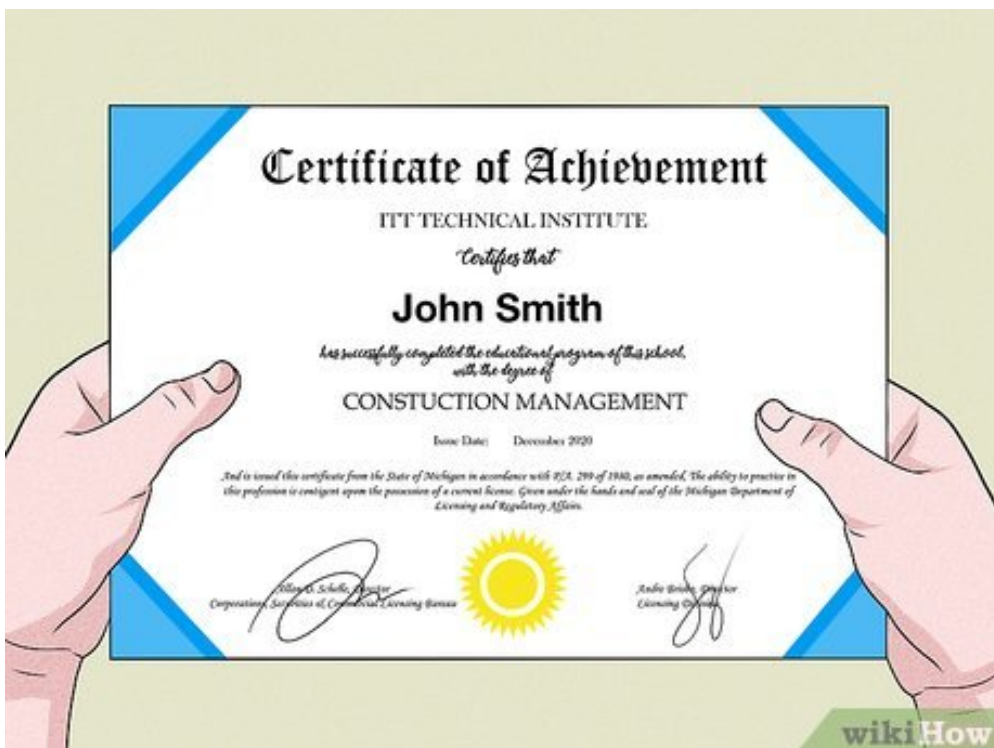 Certificate of Achievement
ITT TECHNICAL INSTITUTE
Certifies that
John Smith
has successfully completed the educational program of this school,
with the degree of
CONSTUCTION MANAGEMENT
Issue Date: December 2020
And is issued this certificate from the State of Michigan in accordance with P.A. 299 of 1980, as amended, The ability to practice in
this profession is contigent upon the possession of a current license. Given under the hands and seal of the Michigan Department of
Licensing and Regulatory Affairs.
Allan Schefke, Director
Corporations, Securities & Commercial Licensing Bureau
Andre Director
Licensing
wikiHow